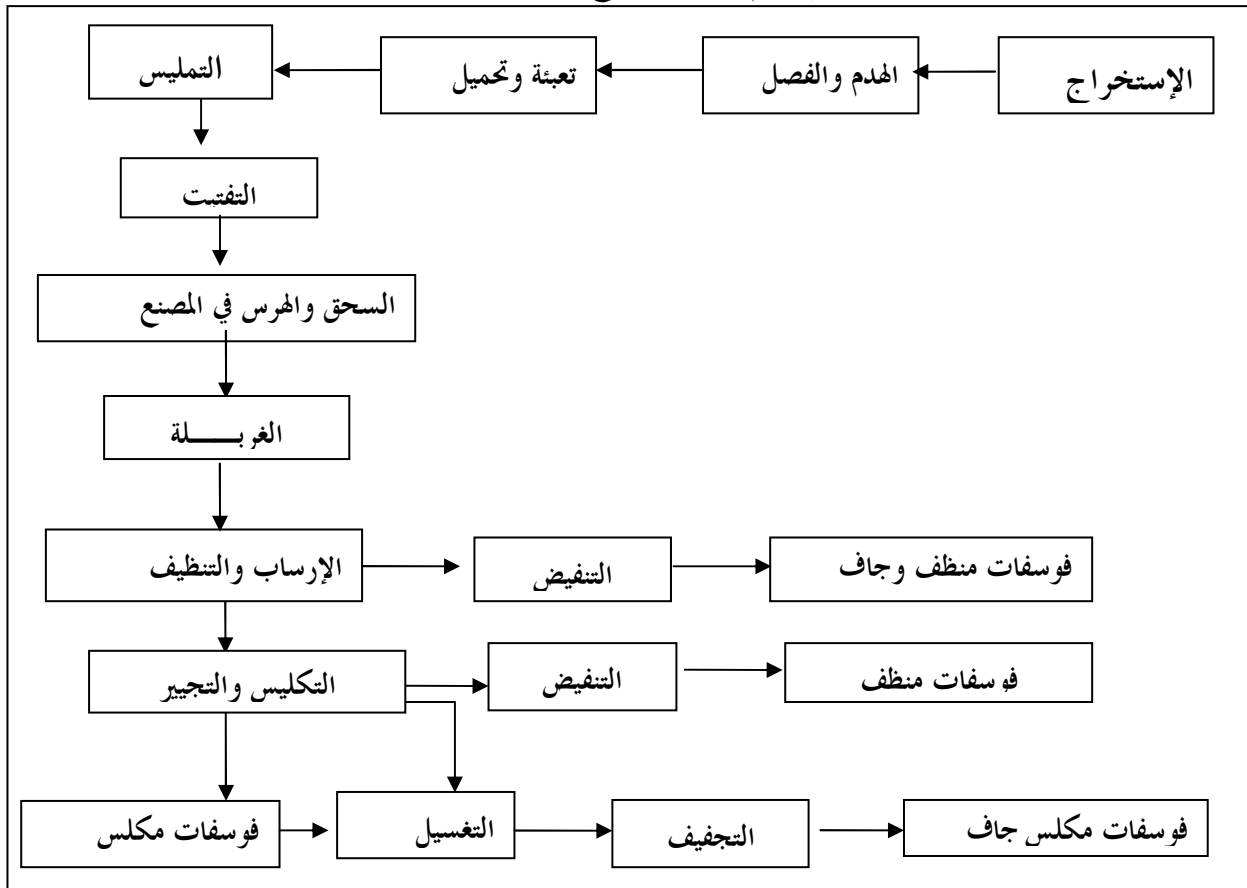 الإستخراج
الهدم والفصل
تعبئة وتحميل
التمليس
التفتيت
السحق والهرس في المصنع
الغربـــــلة
الإرساب والتنظيف
التنفيض
فوسفات منظف وجاف
التكليس والتجيير
التنفيض
فوسفات منظف
فوسفات مكلس
التغسيل
التجفيف
فوسفات مكلس جاف